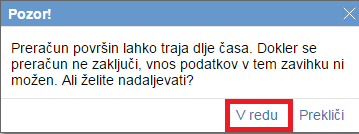 Pozor!
Preračun površin lahko traja dlje časa. Dokler se
preračun ne zaključi, vnos podatkov v tem zavihku ni
možen. Ali želite nadaljevati?
V redu Prekliči